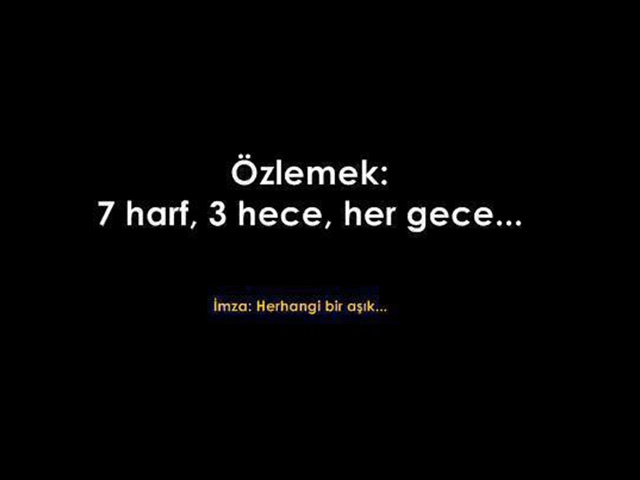 Özlemek:
7 harf, 3 hece, her gece...
İmza: Herhangi bir aşık...